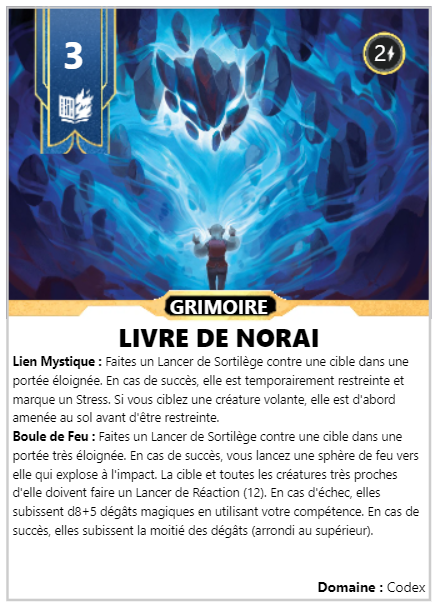 3
2
GRIMOIRE
LIVRE DE NORAI
Lien Mystique : Faites un Lancer de Sortilège contre une cible dans une
portée éloignée. En cas de succès, elle est temporairement restreinte et
marque un Stress. Si vous ciblez une créature volante, elle est d'abord
amenée au sol avant d'être restreinte.
Boule de Feu : Faites un Lancer de Sortilège contre une cible dans une
portée très éloignée. En cas de succès, vous lancez une sphère de feu vers
elle qui explose à l'impact. La cible et toutes les créatures très proches
d'elle doivent faire un Lancer de Réaction (12). En cas d'échec, elles
subissent d8+5 dégâts magiques en utilisant votre compétence. En cas de
succès, elles subissent la moitié des dégâts (arrondi au supérieur).
Domaine : Codex